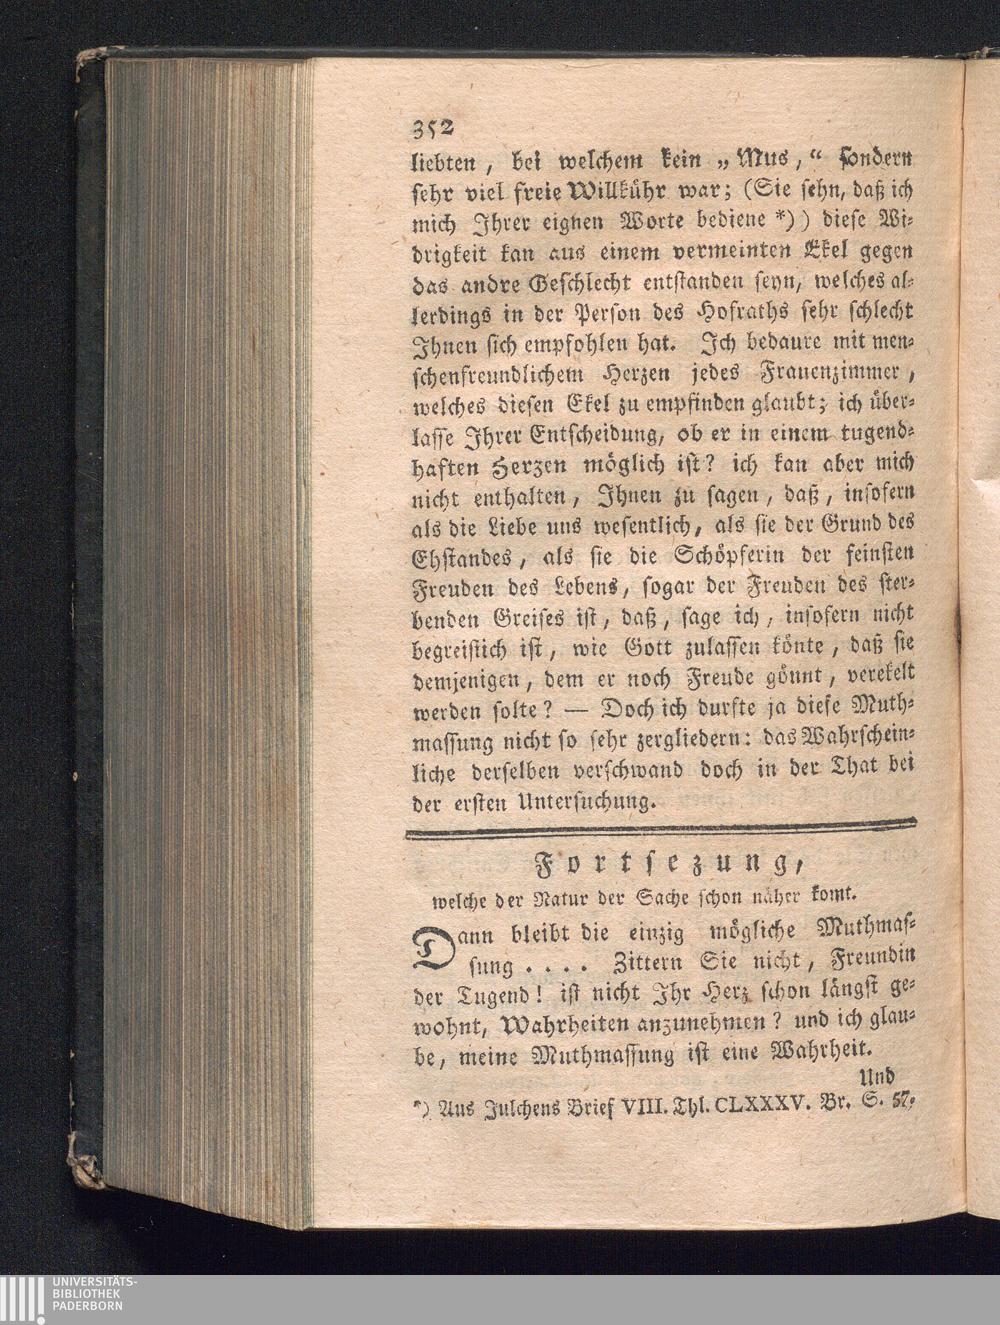 352
liebten, bei welchem kein „Mus,“ sondern
sehr viel freie Willkühr war; (Sie sehn, daß ich
mich Ihrer eignen Worte bediene *)) diese Wi-
drigkeit kan aus einem vermeinten Ekel gegen
das andre Geschlecht entstanden seyn, welches al-
lerdings in der Person des Hofraths sehr schlecht
Ihnen sich empfohlen hat. Ich bedaure mit men-
schenfreundlichem Herzen jedes Frauenzimmer,
welches diesen Ekel zu empfinden glaubt; ich über-
lasse Ihrer Entscheidung, ob er in einem tugend-
haften Herzen möglich ist? ich kan aber mich
nicht enthalten, Ihnen zu sagen, daß, insofern
als die Liebe uns wesentlich, als sie der Grund des
Ehstandes, als sie die Schöpferin der feinsten
Freuden des Lebens, sogar der Freuden des ster-
benden Greises ist, daß, sage ich, insofern nicht
begreiflich ist, wie Gott zulassen könte, daß sie
demjenigen, dem er noch Freude gönnt, verekelt
werden solte? — Doch ich durfte ja diese Muth-
massung nicht so sehr zergliedern: das Wahrschein-
liche derselben verschwand doch in der That bei
der ersten Untersuchung.
Fortsezung,
welche der Natur der Sache schon näher komt.
Dann bleibt die einzig mögliche Muthmas-
sung .... Zittern Sie nicht, Freundin
der Tugend! ist nicht Ihr Herz schon längst ge-
wohnt, Wahrheiten anzunehmen? und ich glau-
be, meine Muthmassung ist eine Wahrheit.
Und
*) Aus Julchens Brief VIII. Thl. CLXXXV. Br. S. 57.
UNIVERSITÄTS-
BIBLIOTHEK
PADERBORN